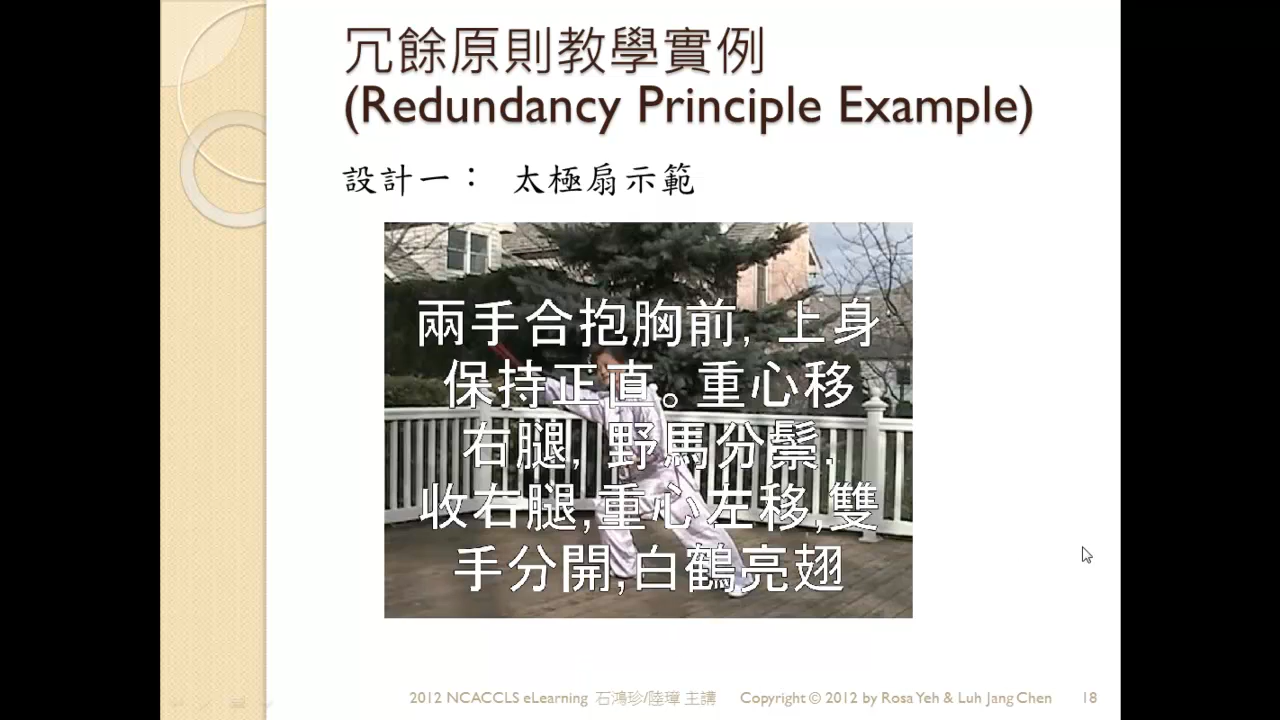 冗餘原則教學實例
(Redundancy Principle Example)
設計一： 太極扇示範
兩手合抱胸前, 上身
保持正直。重心移
右腿, 野馬分鬃.
收右腿,重心左移,雙
手分開,白鶴亮翅
2012 NCACCLS eLearning 石鴻珍/陸璋 主講 Copyright © 2012 by Rosa Yeh & Luh Jang Chen 18